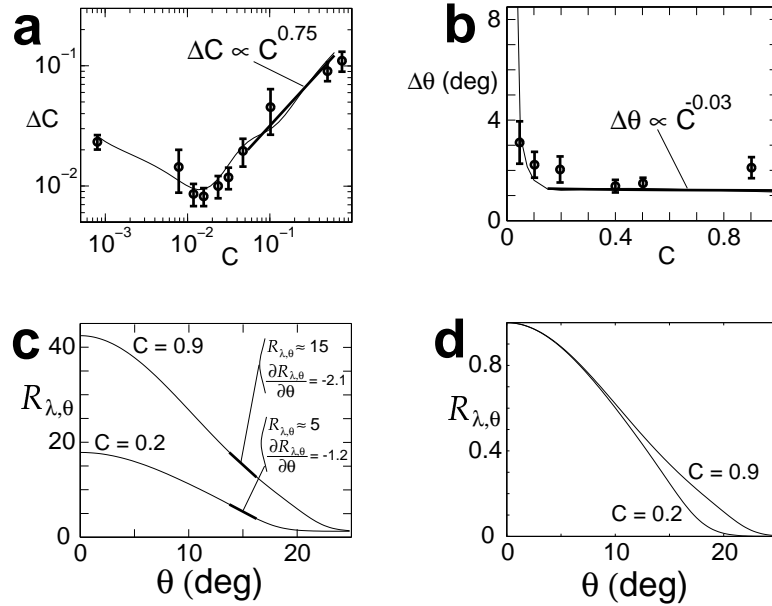 a
ΔC ∝ C^0.75
10^−1
ΔC
10^−2
10^−3 10^−2 10^−1
C
b
8
Δθ (deg)
Δθ ∝ C^-0.03
4
2
0
0 0.4 0.8
C
c
40
C = 0.9
R_λ,θ ≈ 15
∂R_λ,θ/∂θ = -2.1
R_λ,θ
20
C = 0.2
R_λ,θ ≈ 5
∂R_λ,θ/∂θ = -1.2
0
0 10 20
θ (deg)
d
0.8
R_λ,θ
0.4
C = 0.9
C = 0.2
0
0 10 20
θ (deg)